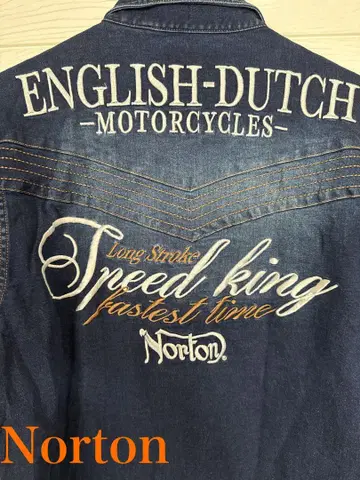 ENGLISH-DUTCH
-MOTORCYCLES-
Long Stroke
Speed king
fastest time
Norton®
Norton